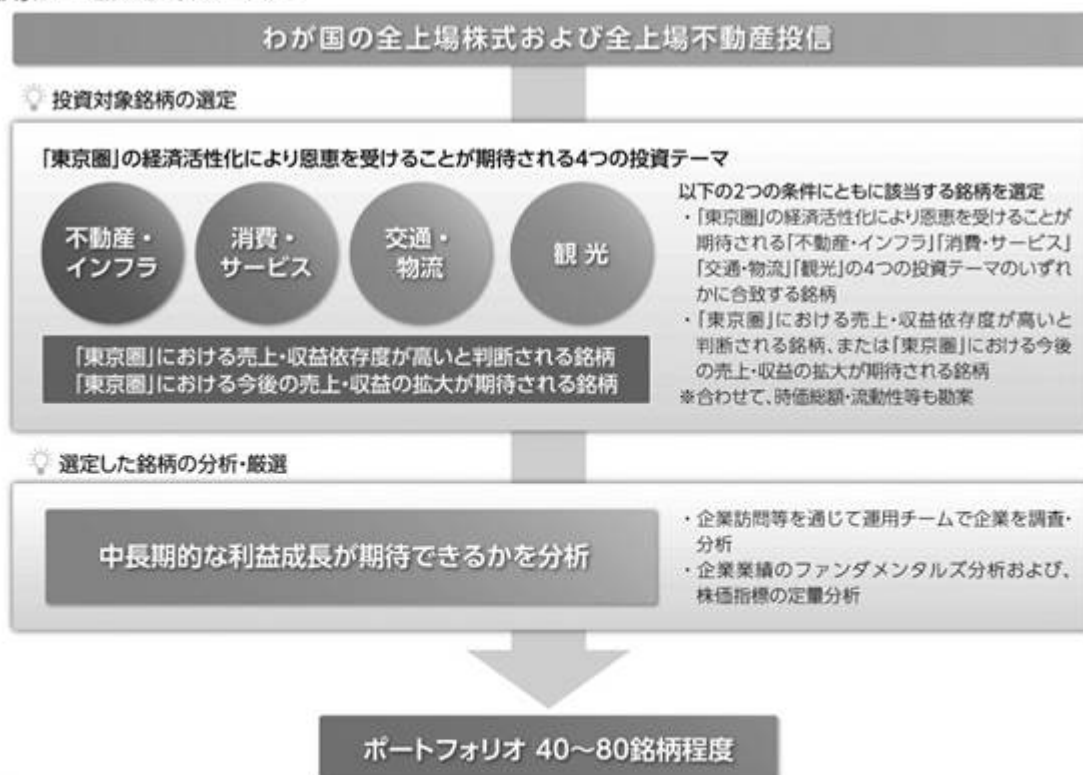 わが国の全上場株式および全上場不動産投信
投資対象銘柄の選定
「東京圏」の経済活性化により恩恵を受けることが期待される4つの投資テーマ
不動産・
インフラ
消費・
サービス
交通・
物流
観光
「東京圏」における売上・収益依存度が高いと判断される銘柄
「東京圏」における今後の売上・収益の拡大が期待される銘柄
以下の2つの条件にともに該当する銘柄を選定
・「東京圏」の経済活性化により恩恵を受けることが
期待される「不動産・インフラ」「消費・サービス」
「交通・物流」「観光」の4つの投資テーマのいずれ
かに合致する銘柄
・「東京圏」における売上・収益依存度が高いと
判断される銘柄、または「東京圏」における今後
の売上・収益の拡大が期待される銘柄
※合わせて、時価総額・流動性等も勘案
選定した銘柄の分析・厳選
中長期的な利益成長が期待できるかを分析
・企業訪問等を通じて運用チームで企業を調査・
分析
・企業業績のファンダメンタルズ分析および、
株価指標の定量分析
ポートフォリオ 40～80銘柄程度